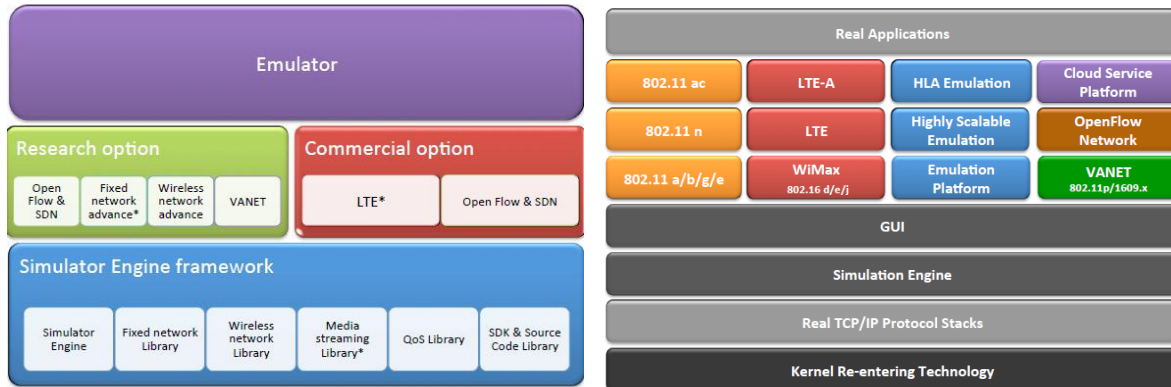 Emulator
Research option
Open
Flow &
SDN
Fixed
network
advance*
Wireless
network
advance
VANET
Commercial option
LTE*
Open Flow & SDN
Simulator Engine framework
Simulator
Engine
Fixed network
Library
Wireless
network
Library
Media
streaming
Library*
QoS Library
SDK & Source
Code Library
Real Applications
802.11 ac
LTE-A
HLA Emulation
Cloud Service
Platform
802.11 n
LTE
Highly Scalable
Emulation
OpenFlow
Network
802.11 a/b/g/e
WiMax
802.16 d/e/j
Emulation
Platform
VANET
802.11p/1609.x
GUI
Simulation Engine
Real TCP/IP Protocol Stacks
Kernel Re-entering Technology